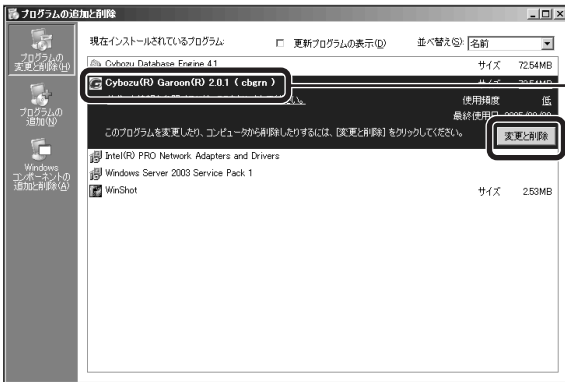 プログラムの追加と削除
プログラムの
変更と削除(H)
プログラムの
追加(N)
Windows
コンポーネントの
追加と削除(A)
現在インストールされているプログラム:
更新プログラムの表示(D)
並べ替え(S): 名前
Cybozu Database Engine 4.1 サイズ 72.54MB
Cybozu(R) Garoon(R) 2.0.1 ( cbgrn ) サイズ
使用頻度 低
最終使用日
このプログラムを変更したり、コンピュータから削除したりするには、[変更と削除] をクリックしてください。
変更と削除
Intel(R) PRO Network Adapters and Drivers
Windows Server 2003 Service Pack 1
WinShot サイズ 2.53MB